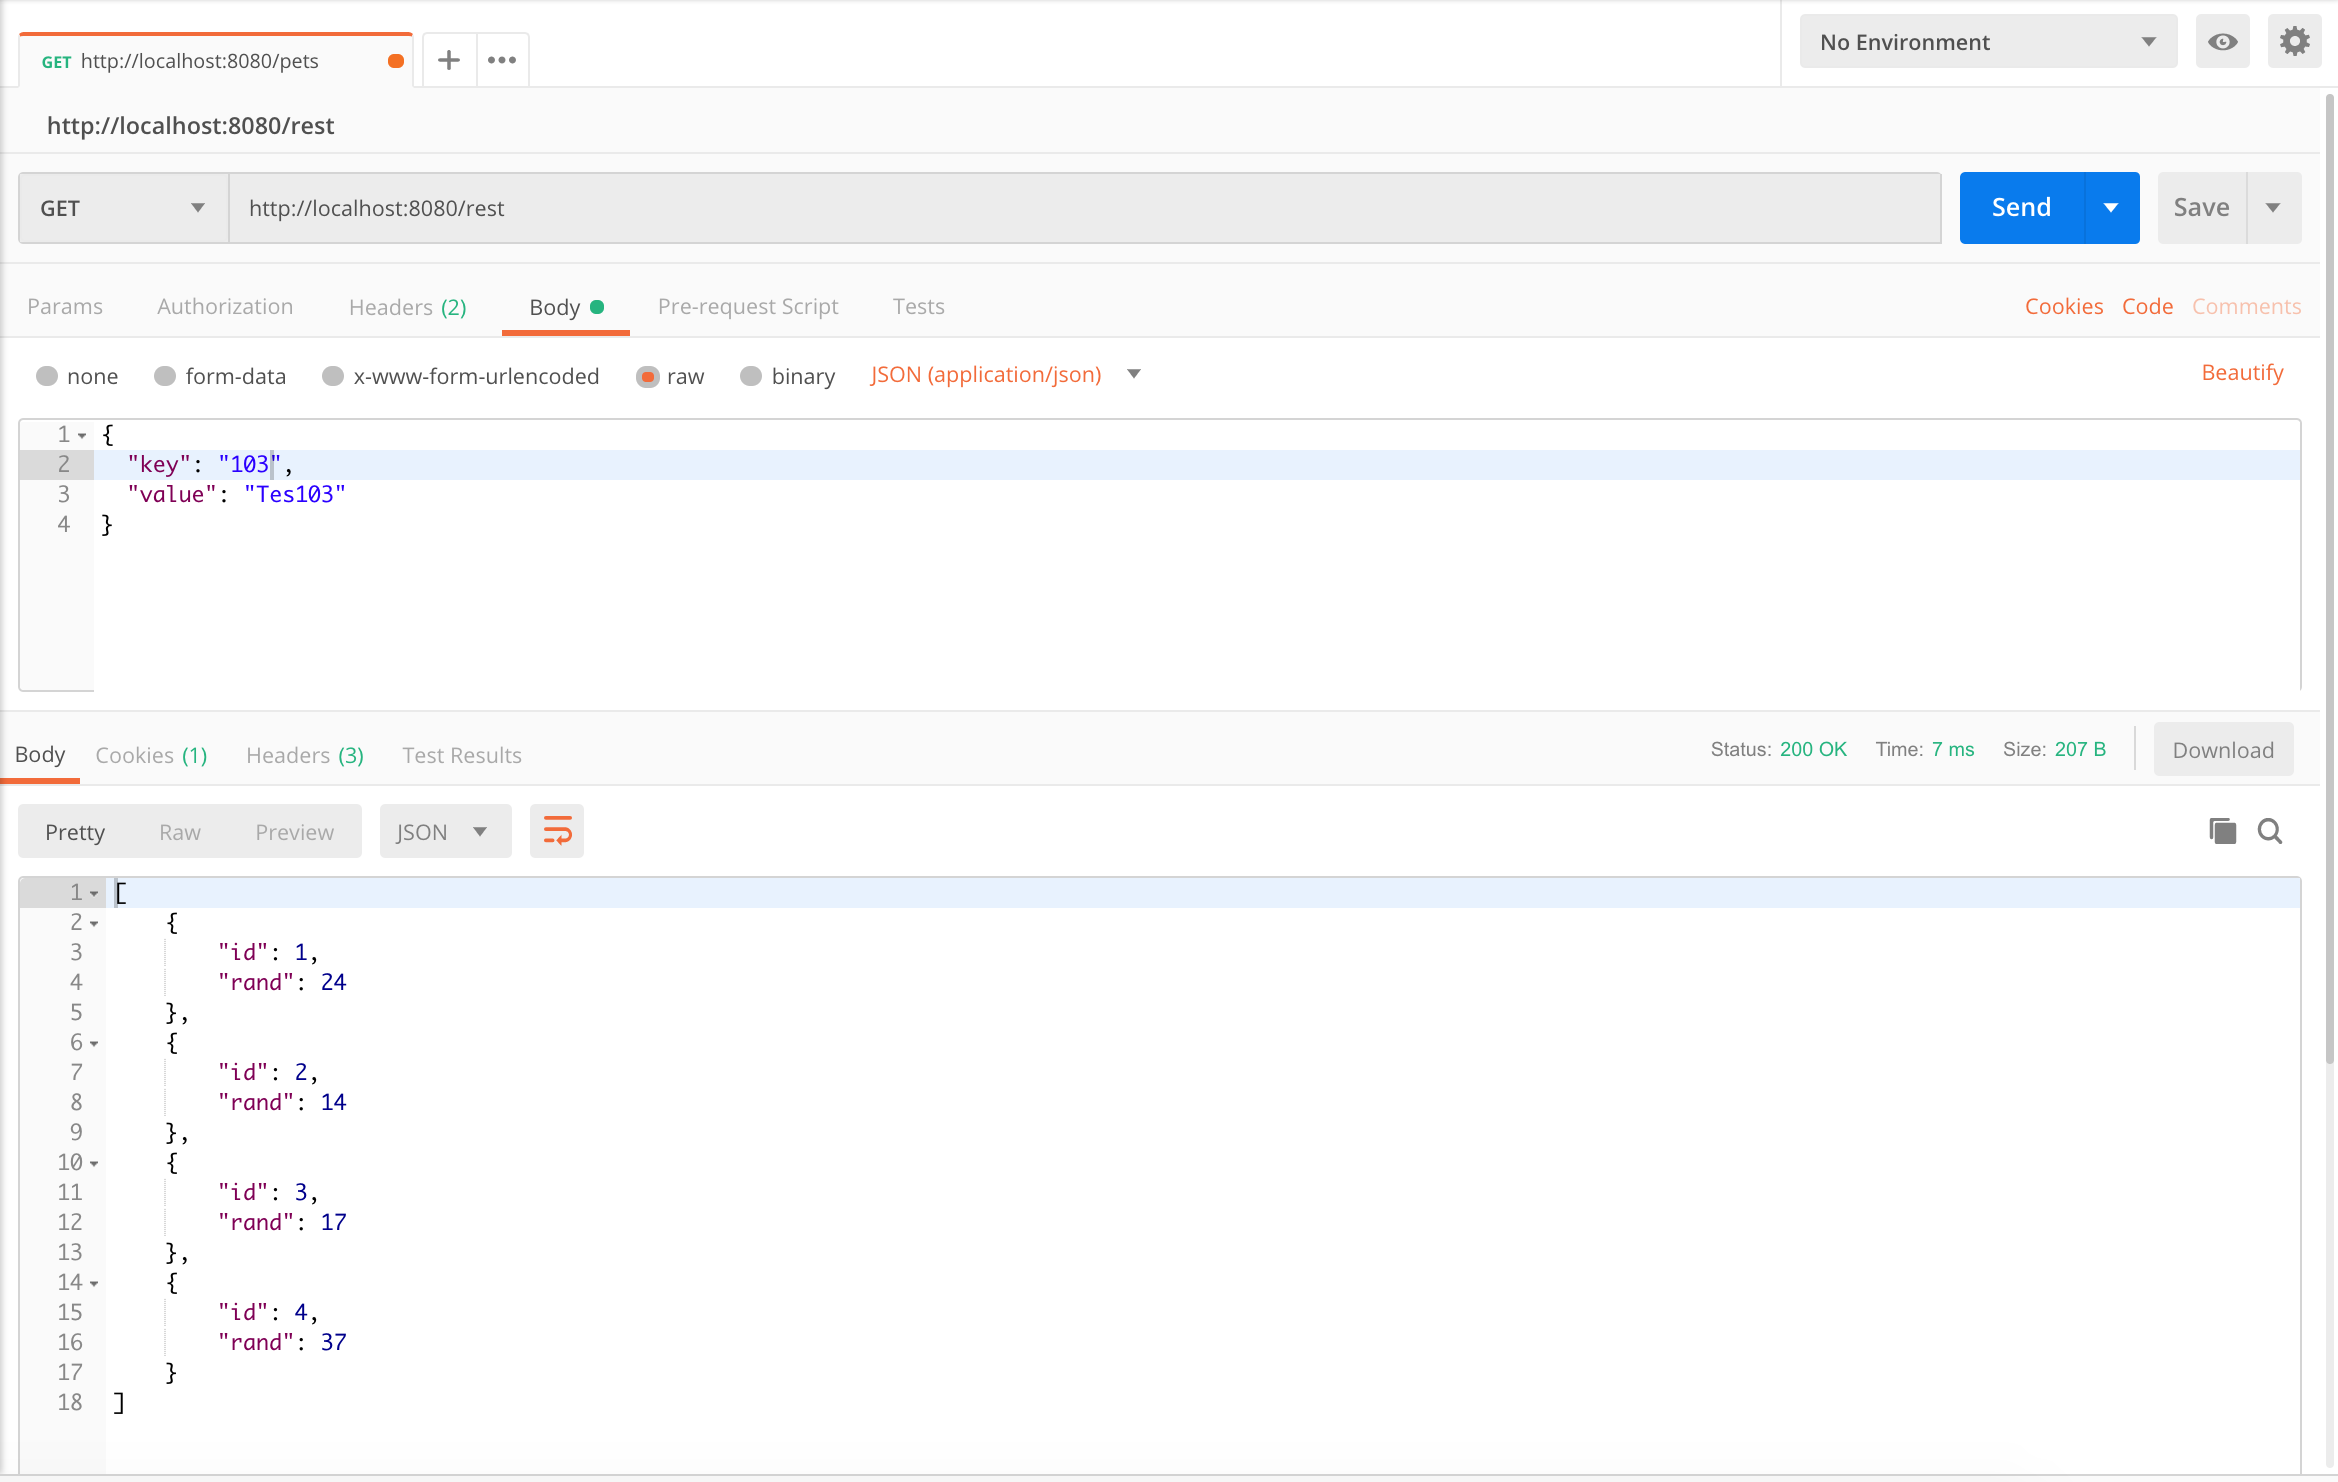 GET http://localhost:8080/pets
No Environment
http://localhost:8080/rest
GET http://localhost:8080/rest Send Save
Params Authorization Headers (2) Body Pre-request Script Tests Cookies Code Comments
none form-data x-www-form-urlencoded raw binary JSON (application/json) Beautify
1 {
2 "key": "103",
3 "value": "Tes103"
4 }
Body Cookies (1) Headers (3) Test Results Status: 200 OK Time: 7 ms Size: 207 B Download
Pretty Raw Preview JSON
1 [
2 {
3 "id": 1,
4 "rand": 24
5 },
6 {
7 "id": 2,
8 "rand": 14
9 },
10 {
11 "id": 3,
12 "rand": 17
13 },
14 {
15 "id": 4,
16 "rand": 37
17 }
18 ]